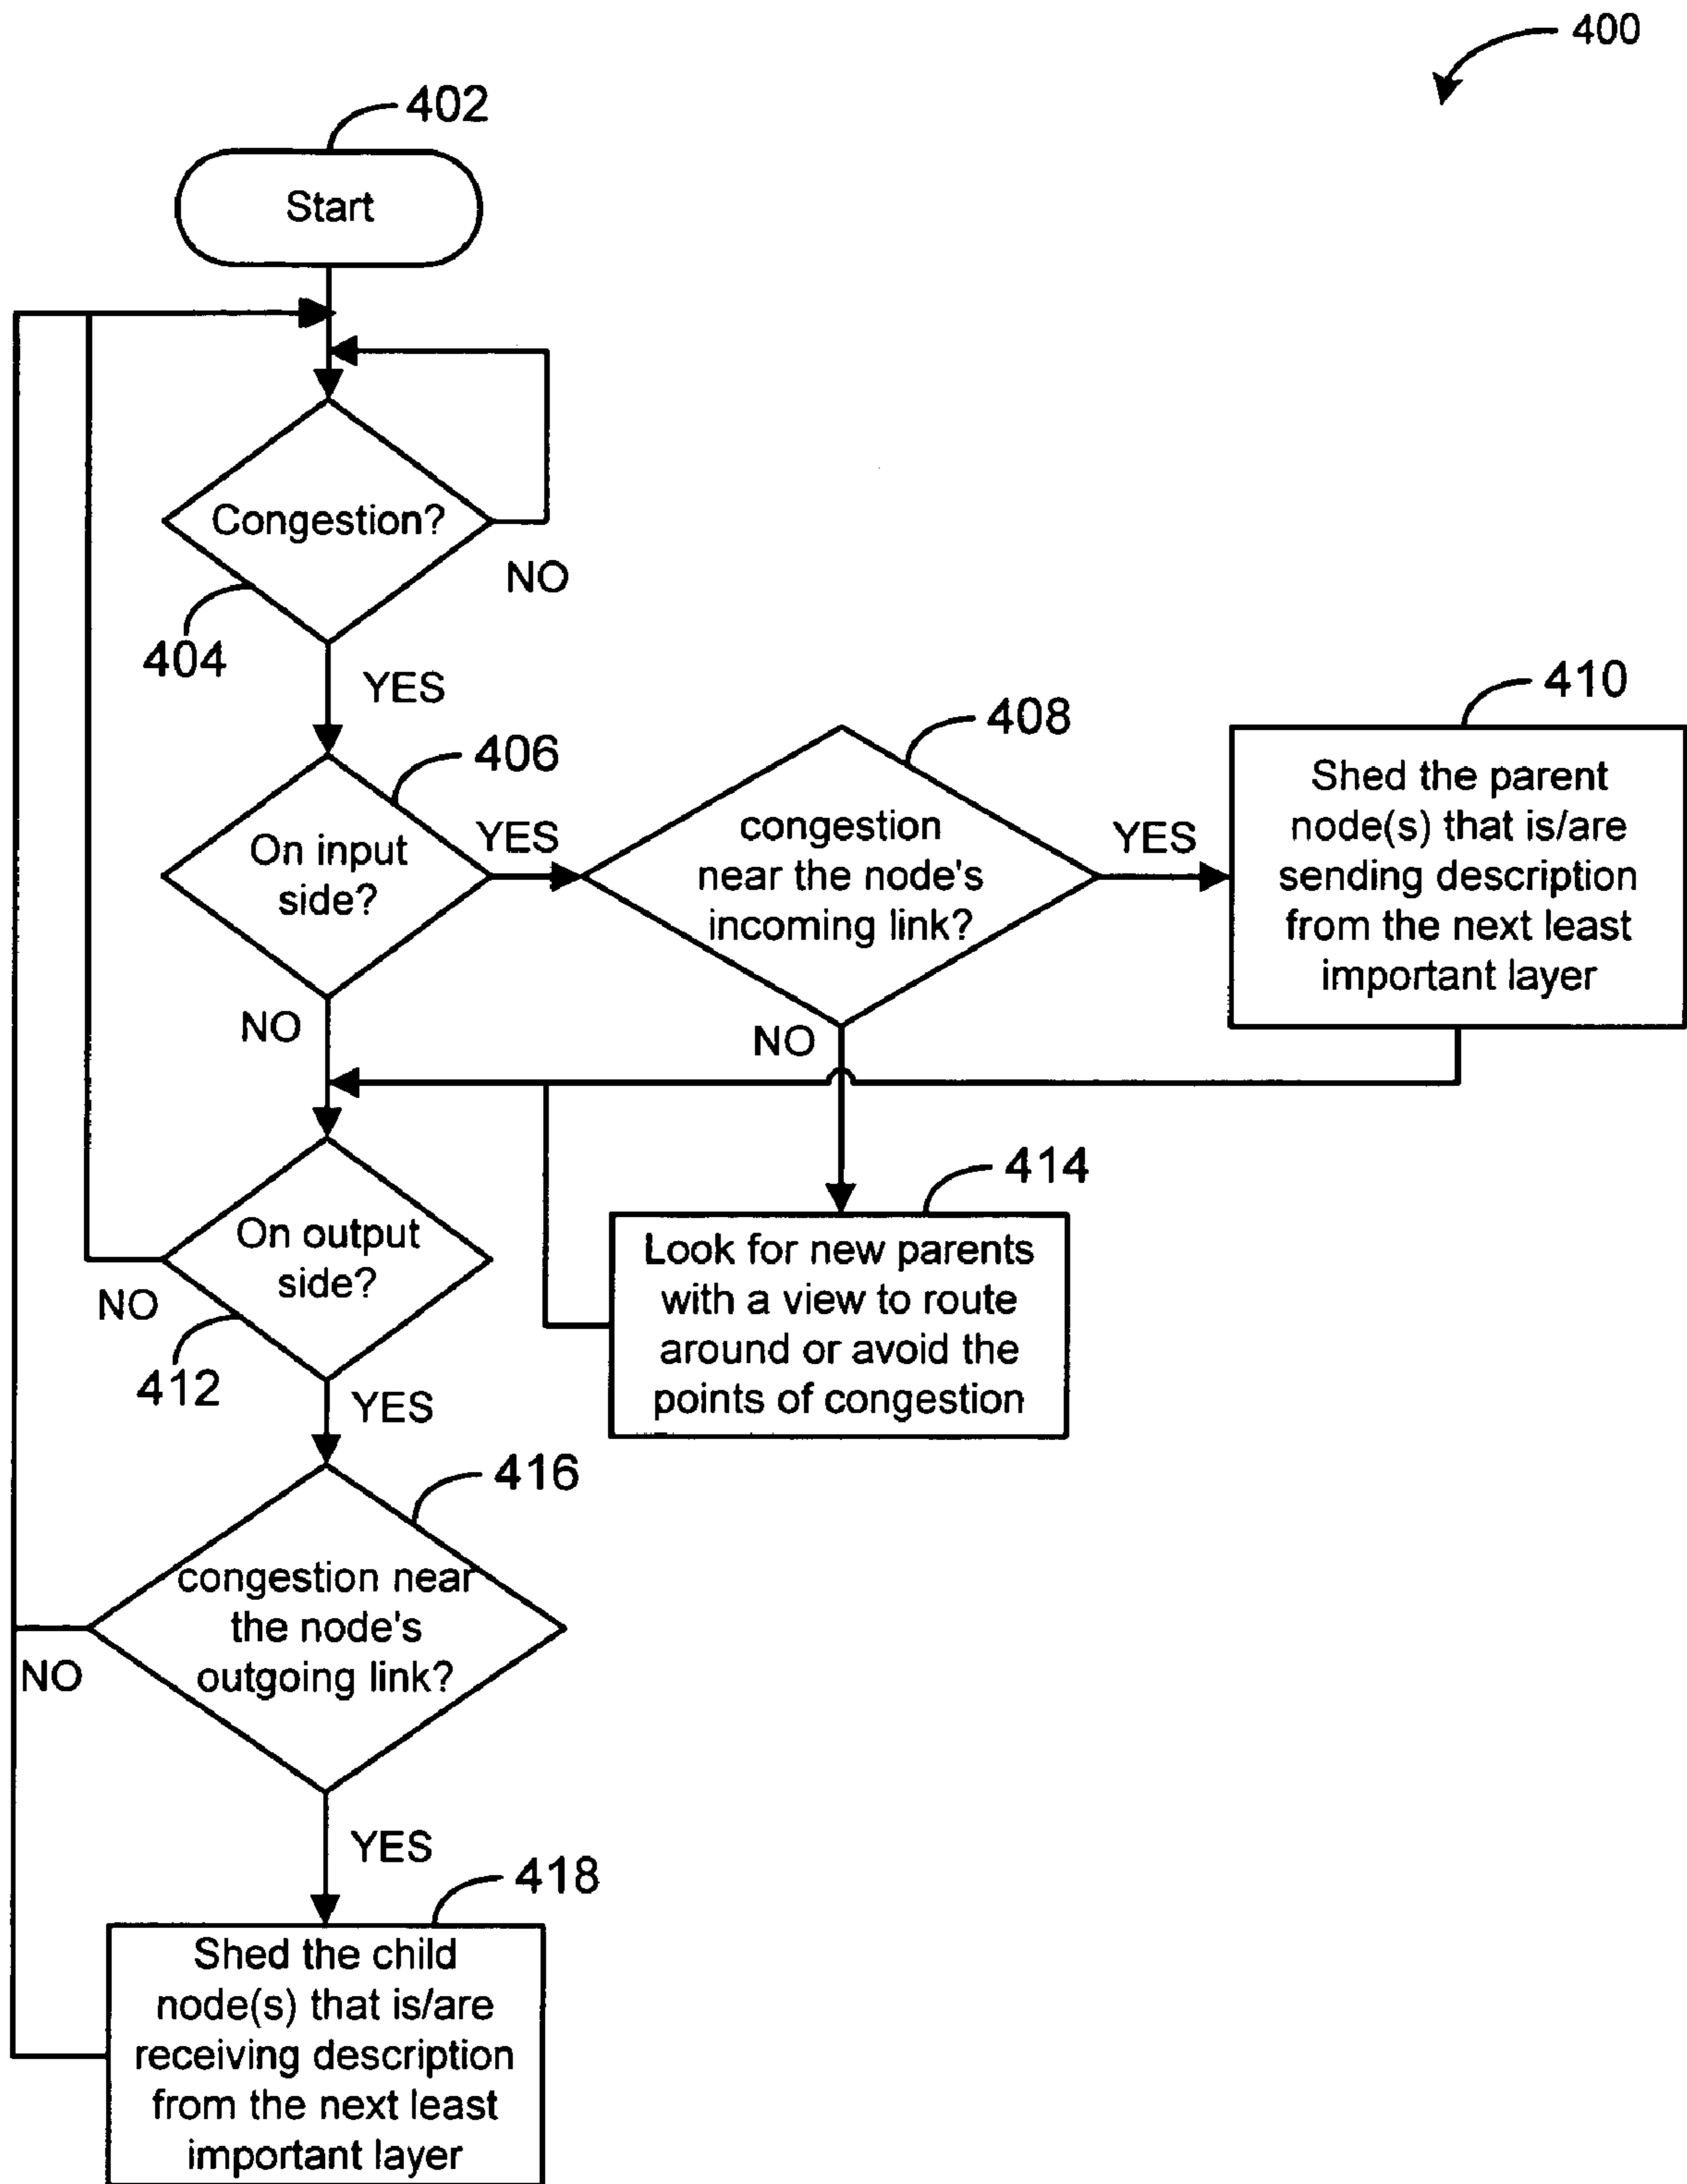 400
402
Start
Congestion?
NO
404
YES
406
On input
side?
YES
408
congestion
near the node's
incoming link?
YES
410
Shed the parent
node(s) that is/are
sending description
from the next least
important layer
NO
NO
414
Look for new parents
with a view to route
around or avoid the
points of congestion
On output
side?
NO
412
YES
416
congestion near
the node's
outgoing link?
NO
YES
418
Shed the child
node(s) that is/are
receiving description
from the next least
important layer